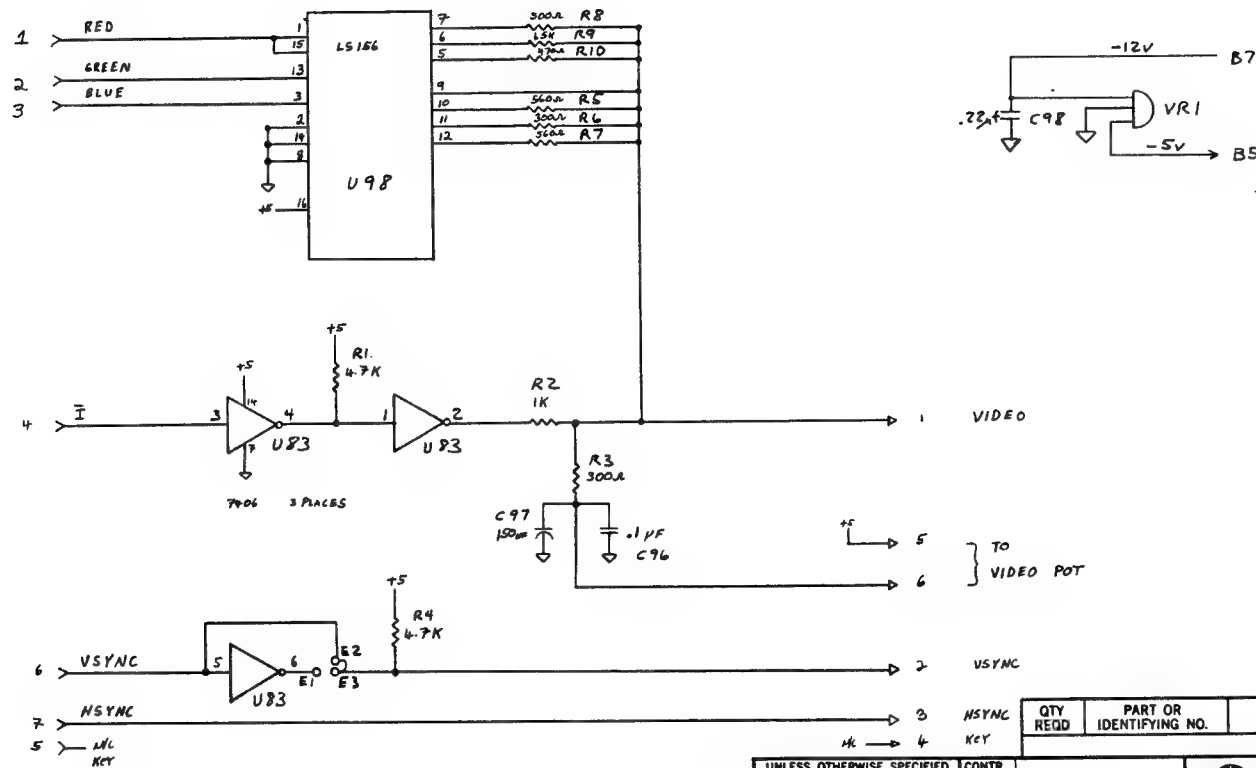 1 RED
2 GREEN
3 BLUE
1
15
13
3
2
14
8
+5 16
LS156
U98
7 300Ω R8
6 1.5K R9
5 470Ω R10
9
10 560Ω R5
11 300Ω R6
12 560Ω R7
-12V B7
.22µf C98 VR1
-5V B5
+5
R1.
4.7K
+5
14
4 Ī 3 4 U83
7
1 2 U83
7406 3 PLACES
R2
1K
1 VIDEO
R3
300Ω
C97
.1µF
C96
+5 5
6
TO
VIDEO POT
+5
R4
4.7K
6 VSYNC 5 6 E1 E2 E3
U83
2 VSYNC
7 HSYNC 3 HSYNC
5 N/C
KEY
N/C 4 KEY
QTY
REQD
PART OR
IDENTIFYING NO.
UNLESS OTHERWISE SPECIFIED CONTR